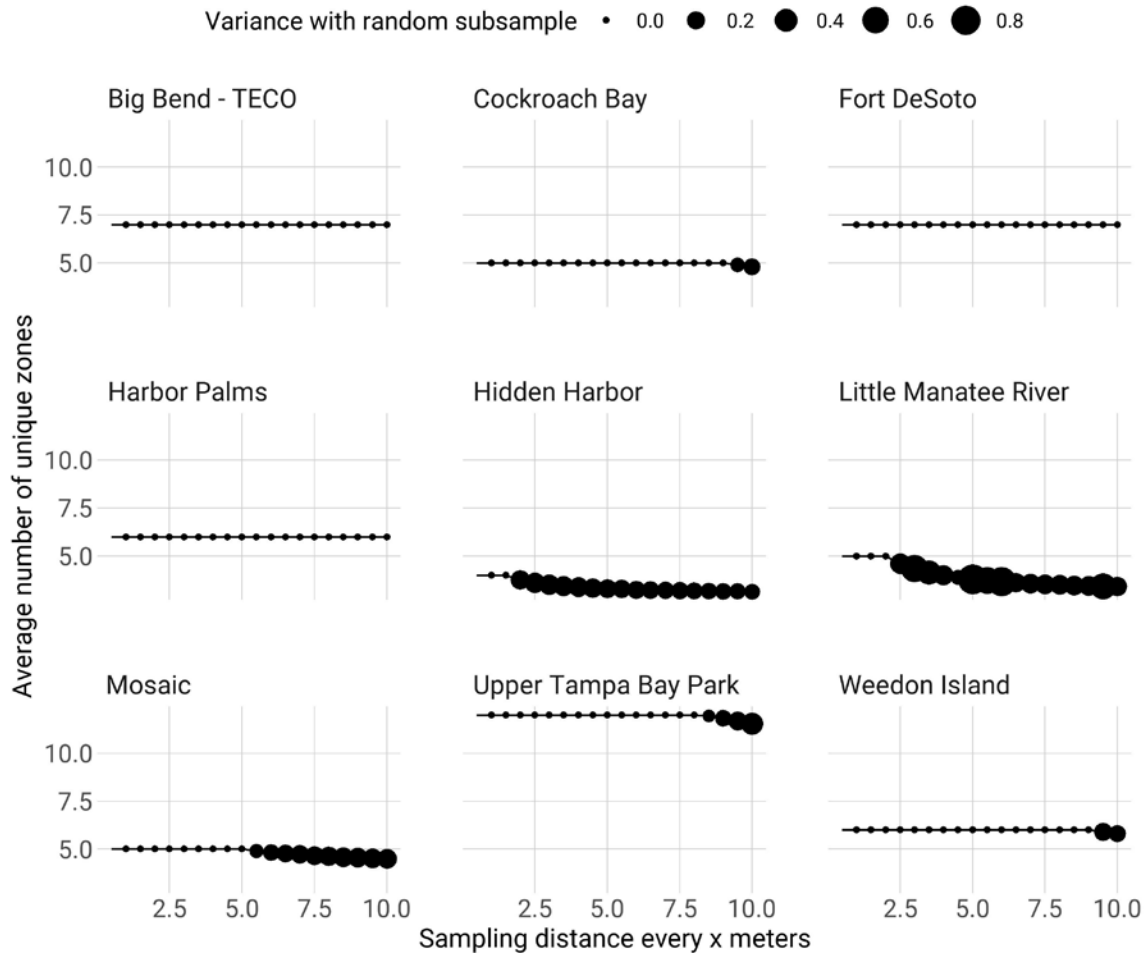 Variance with random subsample 0.0 0.2 0.4 0.6 0.8
Big Bend - TECO Cockroach Bay Fort DeSoto
10.0
7.5
5.0
Harbor Palms Hidden Harbor Little Manatee River
10.0
7.5
5.0
Average number of unique zones
Mosaic Upper Tampa Bay Park Weedon Island
10.0
7.5
5.0
2.5 5.0 7.5 10.0 2.5 5.0 7.5 10.0 2.5 5.0 7.5 10.0
Sampling distance every x meters